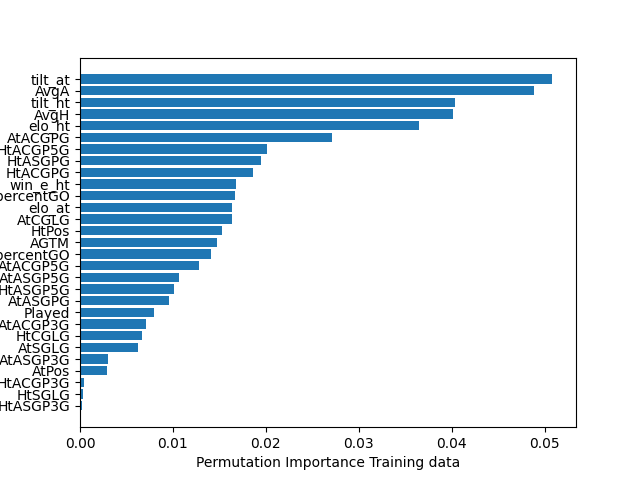 tilt_at
AvgA
tilt_ht
AvgH
elo_ht
AtACGPG
HtACGP5G
HtASGPG
HtACGPG
win_e_ht
percentGO
elo_at
AtCGLG
HtPos
AGTM
percentGO
AtACGP5G
AtASGP5G
HtASGP5G
AtASGPG
Played
AtACGP3G
HtCGLG
AtSGLG
AtASGP3G
AtPos
HtACGP3G
HtSGLG
HtASGP3G
0.00 0.01 0.02 0.03 0.04 0.05
Permutation Importance Training data